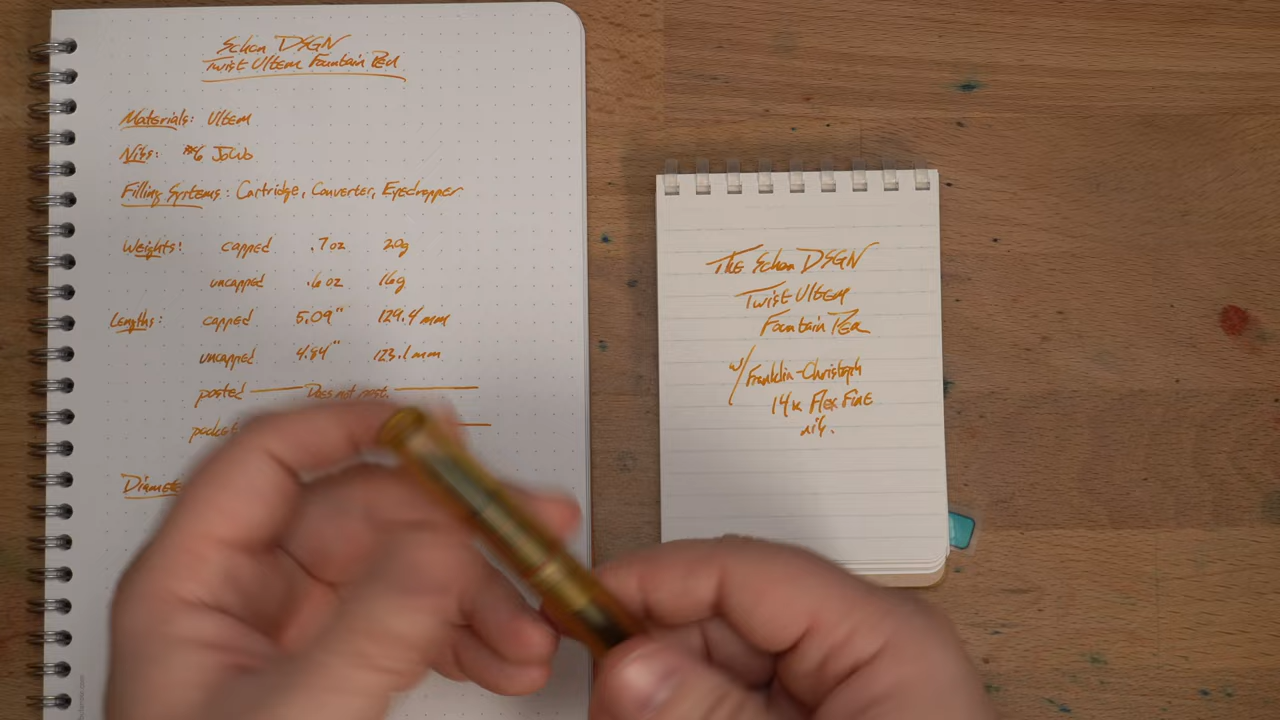 Schon DSGN
Twist Ultem Fountain Pen
Materials: Ultem
Nibs: #6 JoWo
Filling Systems: Cartridge, Converter, Eyedropper
Weights: capped .7oz 20g
uncapped .6oz 16g
Lengths: capped 5.09" 129.4mm
uncapped 4.84" 123.1mm
posted Does not post.
The Schon DSGN
Twist Ultem
Fountain Pen
w/ Franklin-Christoph
14k Flex Fine
nib.